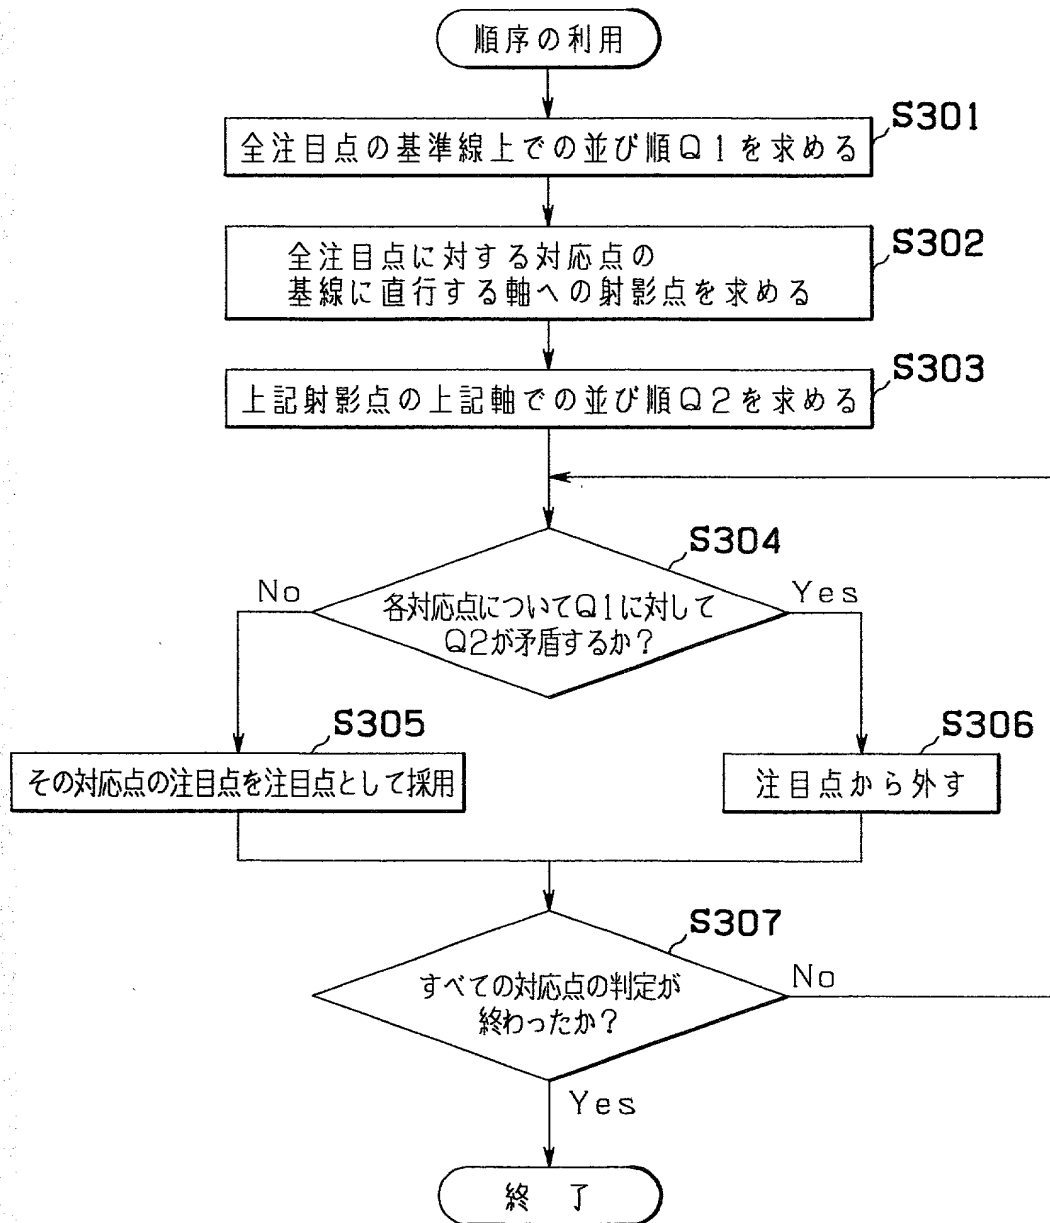 順序の利用
S301
全注目点の基準線上での並び順Q1を求める
S302
全注目点に対する対応点の
基線に直行する軸への射影点を求める
S303
上記射影点の上記軸での並び順Q2を求める
S304
No
Yes
各対応点についてQ1に対して
Q2が矛盾するか？
S305
その対応点の注目点を注目点として採用
S306
注目点から外す
S307
すべての対応点の判定が
終わったか？
No
Yes
終 了